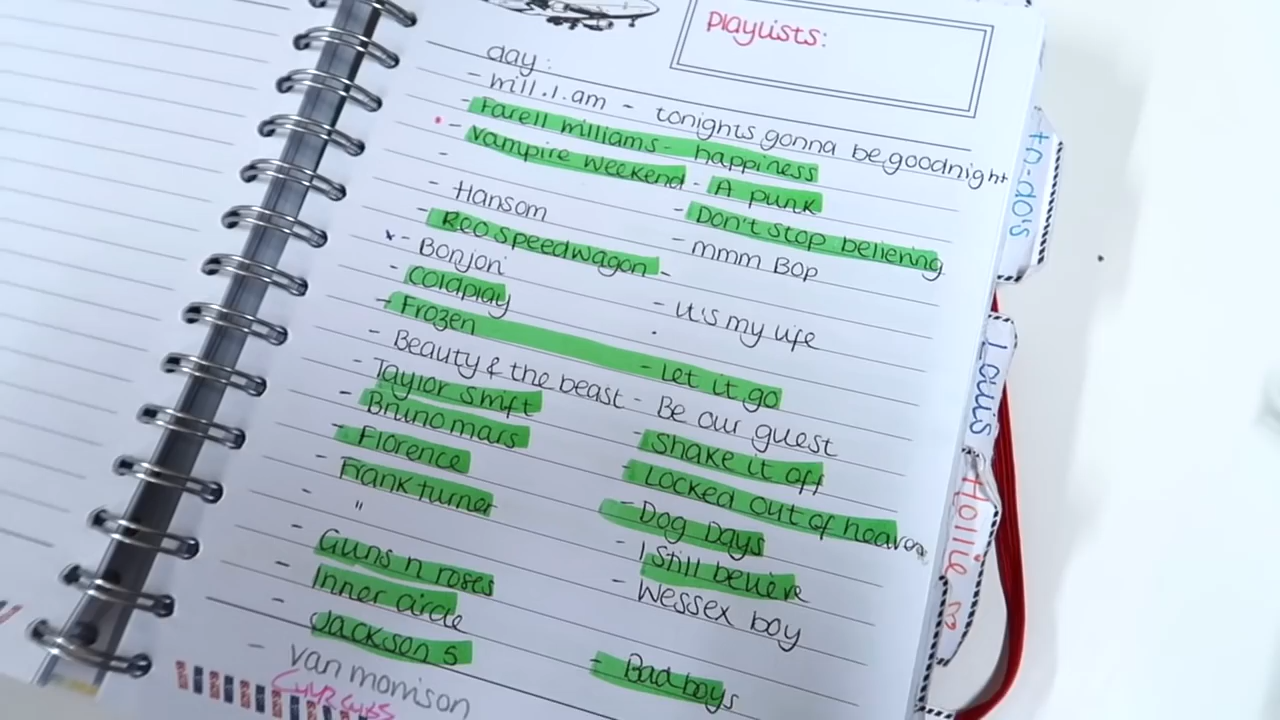 Playlists:
day:
- will.I.am - tonights gonna be goodnight
- Farell williams - happiness
- vampire weekend - A punk
- - Don't stop believing
- Hansom - mmm Bop
- Reo speedwagon -
- Bonjori - it's my life
- Coldplay
- Frozen - Let it go
- Beauty & the beast - Be our guest
- Taylor swift - Shake it off
- Bruno mars - Locked out of heaven
- Florence - Dog Days
- Frank turner - I still believe
- " - Wessex boy
- Guns n roses
- Inner circle - Bad boys
- Jackson 5
- van morrison
to-do's
Louis
Hollie